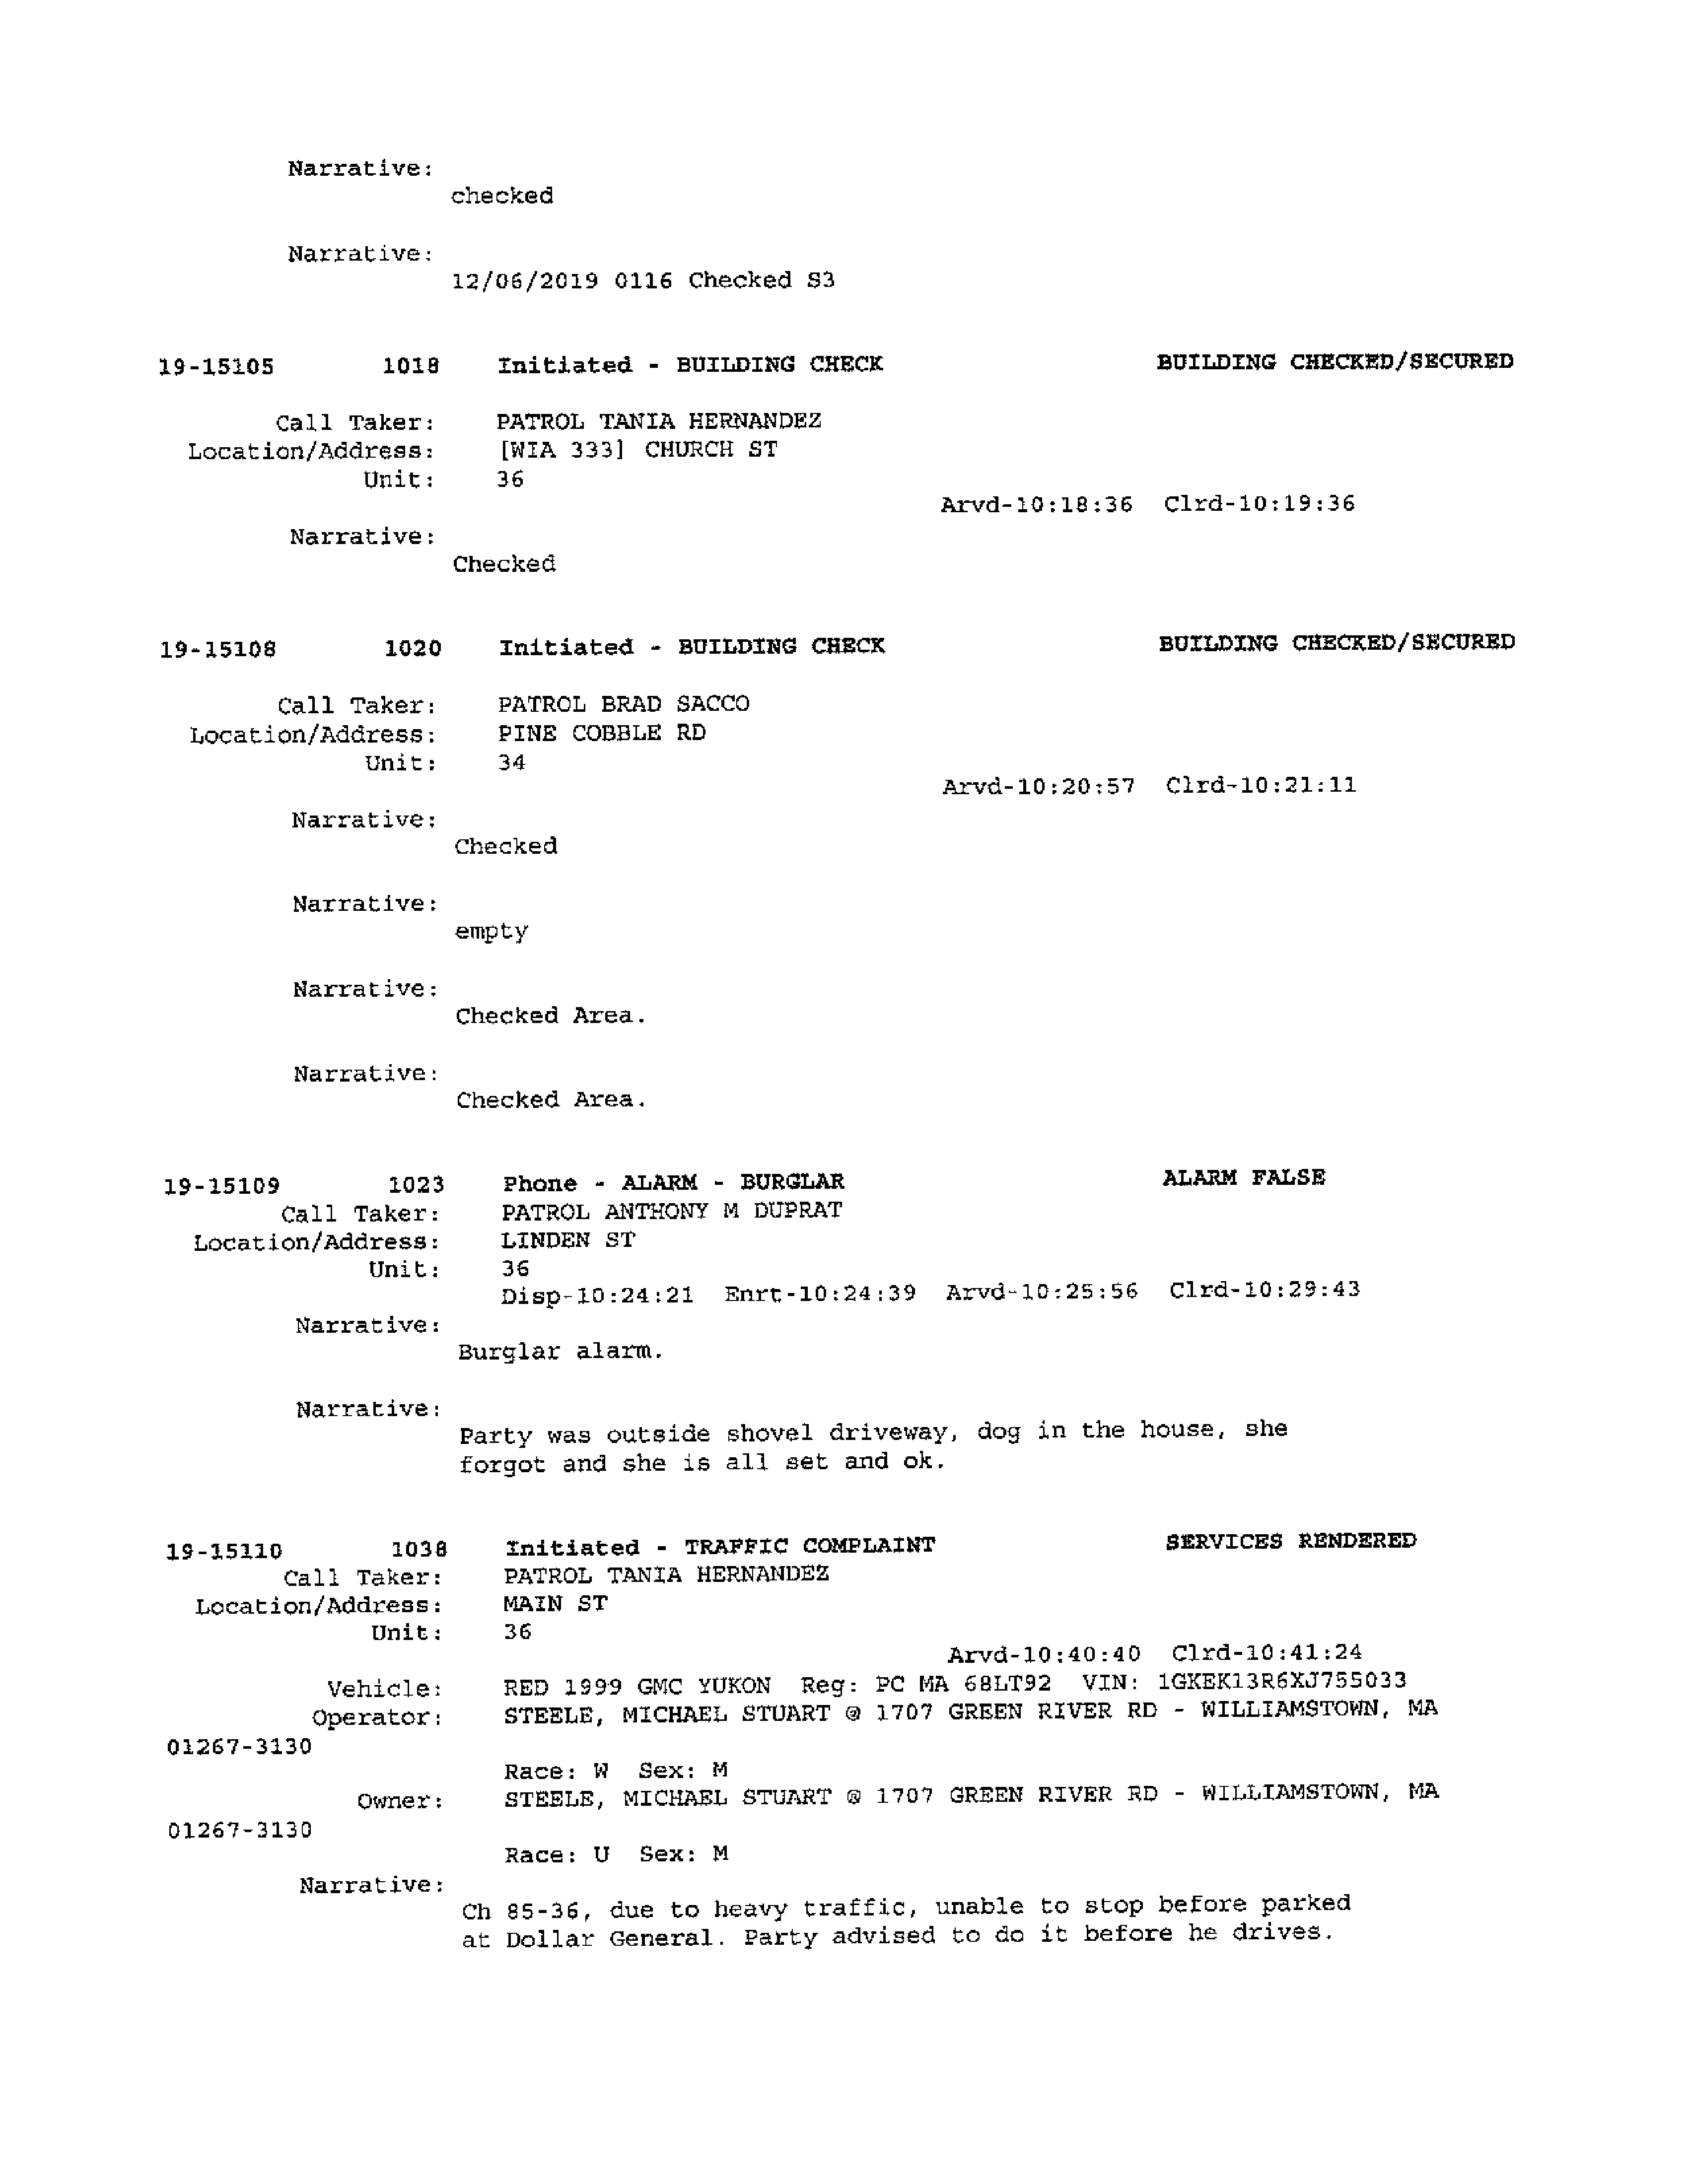 Narrative:
checked
Narrative:
12/06/2019 0116 Checked S3
19-15105 1018 Initiated - BUILDING CHECK BUILDING CHECKED/SECURED
Call Taker: PATROL TANIA HERNANDEZ
Location/Address: [WIA 333] CHURCH ST
Unit: 36
Arvd-10:18:36 Clrd-10:19:36
Narrative:
Checked
19-15108 1020 Initiated - BUILDING CHECK BUILDING CHECKED/SECURED
Call Taker: PATROL BRAD SACCO
Location/Address: PINE COBBLE RD
Unit: 34
Arvd-10:20:57 Clrd-10:21:11
Narrative:
Checked
Narrative:
empty
Narrative:
Checked Area.
Narrative:
Checked Area.
19-15109 1023 Phone - ALARM - BURGLAR ALARM FALSE
Call Taker: PATROL ANTHONY M DUPRAT
Location/Address: LINDEN ST
Unit: 36
Disp-10:24:21 Enrt-10:24:39 Arvd-10:25:56 Clrd-10:29:43
Narrative:
Burglar alarm.
Narrative:
Party was outside shovel driveway, dog in the house, she
forgot and she is all set and ok.
19-15110 1038 Initiated - TRAFFIC COMPLAINT SERVICES RENDERED
Call Taker: PATROL TANIA HERNANDEZ
Location/Address: MAIN ST
Unit: 36
Arvd-10:40:40 Clrd-10:41:24
Vehicle: RED 1999 GMC YUKON Reg: PC MA 68LT92 VIN: 1GKEK13R6XJ755033
Operator: STEELE, MICHAEL STUART @ 1707 GREEN RIVER RD - WILLIAMSTOWN, MA
01267-3130
Race: W Sex: M
Owner: STEELE, MICHAEL STUART @ 1707 GREEN RIVER RD - WILLIAMSTOWN, MA
01267-3130
Race: U Sex: M
Narrative:
Ch 85-36, due to heavy traffic, unable to stop before parked
at Dollar General. Party advised to do it before he drives.